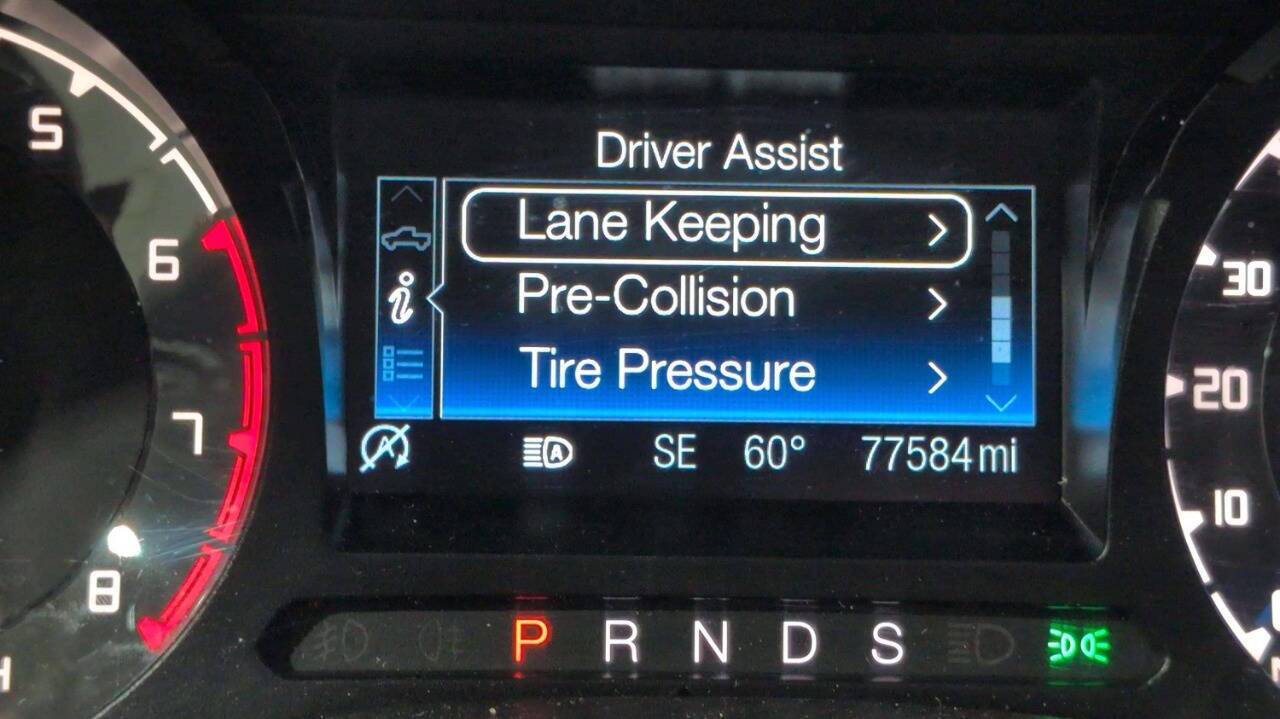 Driver Assist
Lane Keeping
Pre-Collision
Tire Pressure
A A SE 60° 77584 mi
5
6
7
8
30
20
10
P R N D S